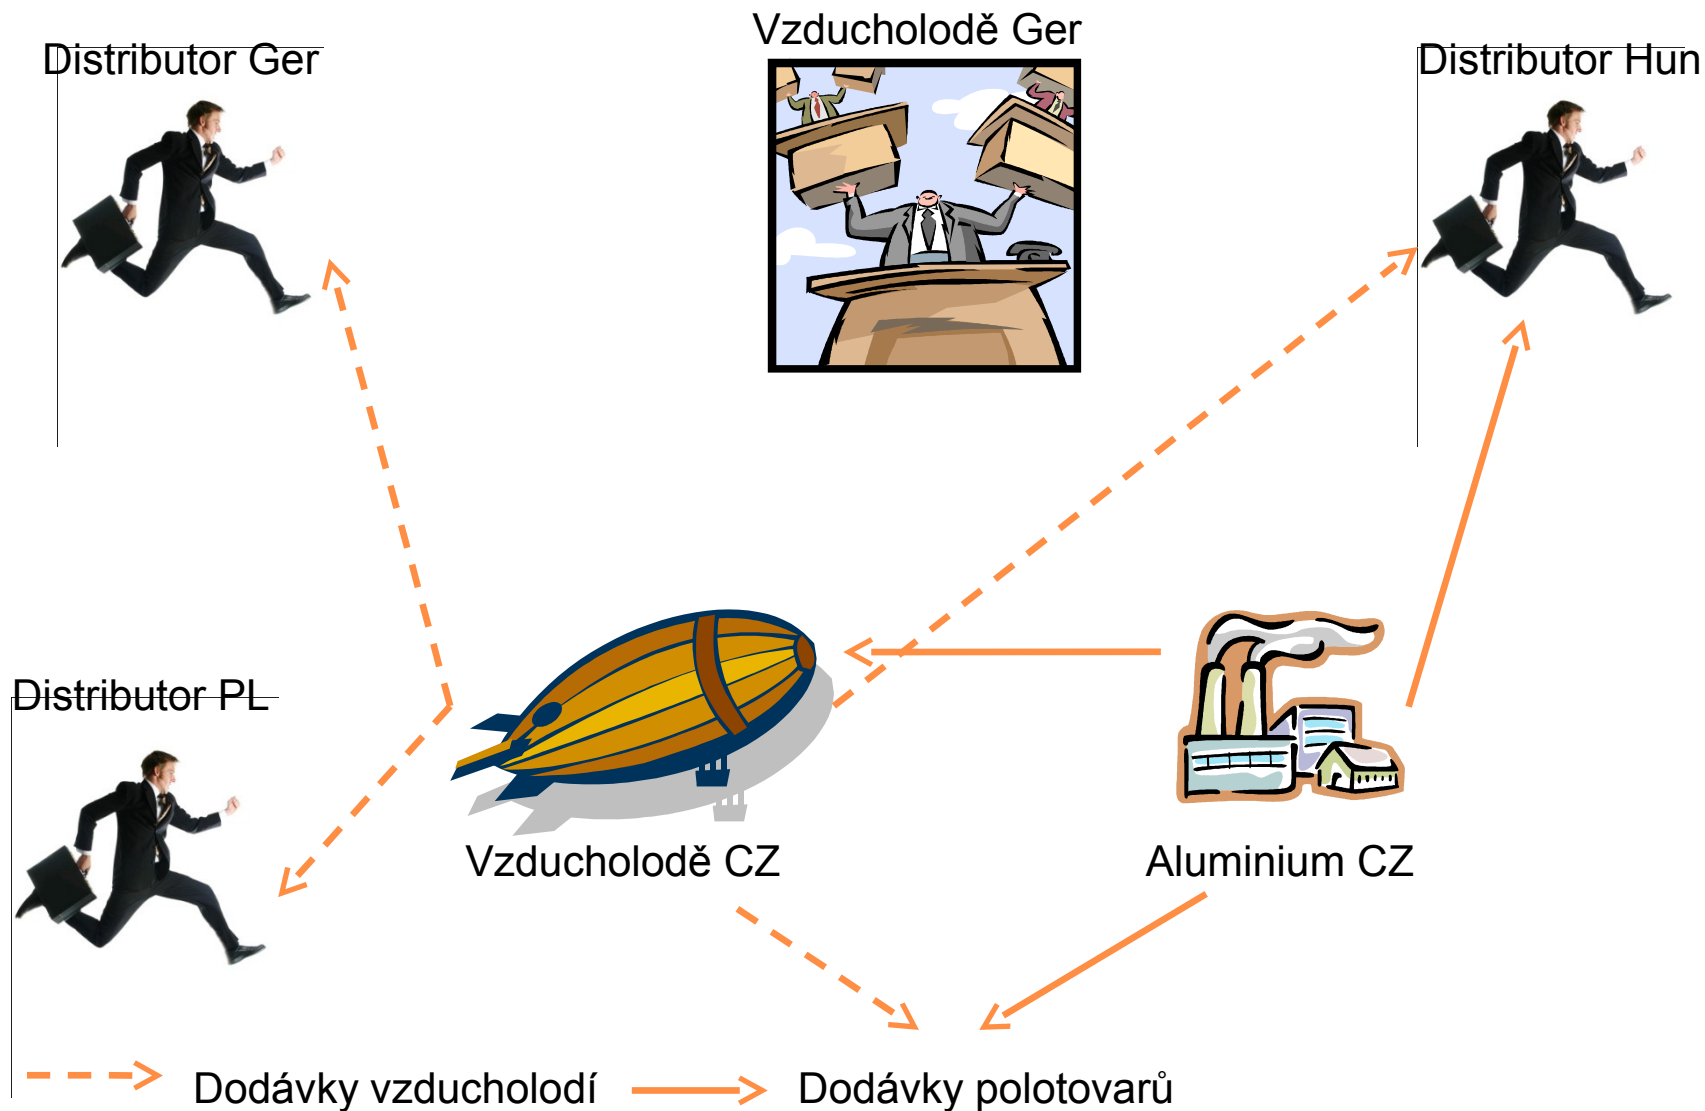 Vzducholodě Ger
Distributor Ger
Distributor Hun
Distributor PL
Vzducholodě CZ
Aluminium CZ
Dodávky vzducholodí
Dodávky polotovarů